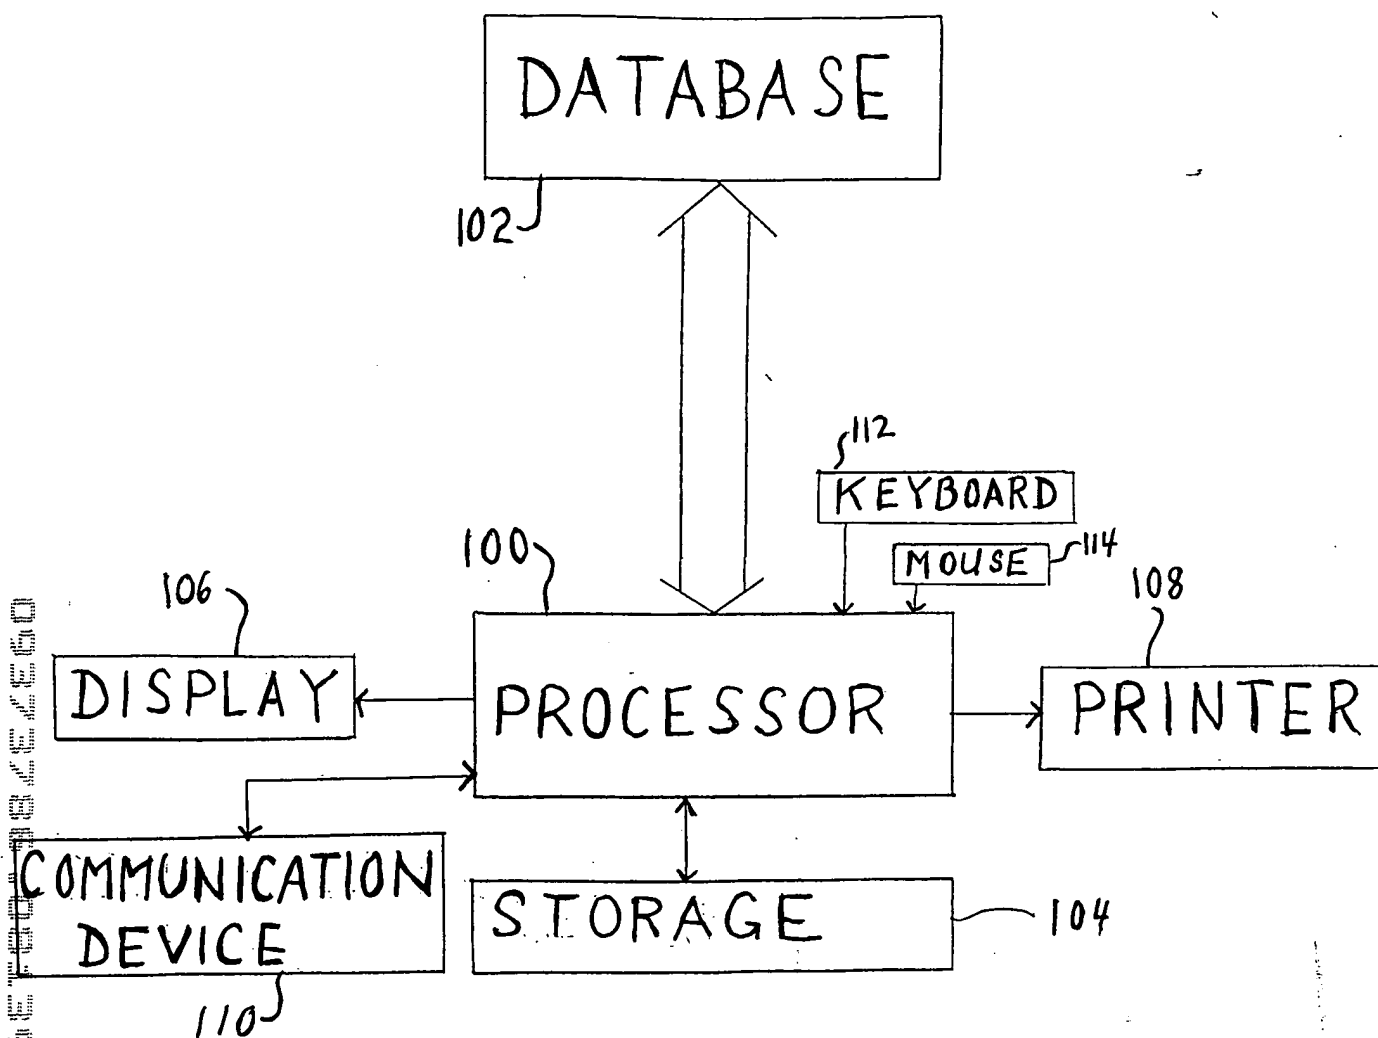 DATABASE
102
112
KEYBOARD
100
MOUSE
114
106
108
DISPLAY
PROCESSOR
PRINTER
COMMUNICATION
DEVICE
STORAGE
104
110